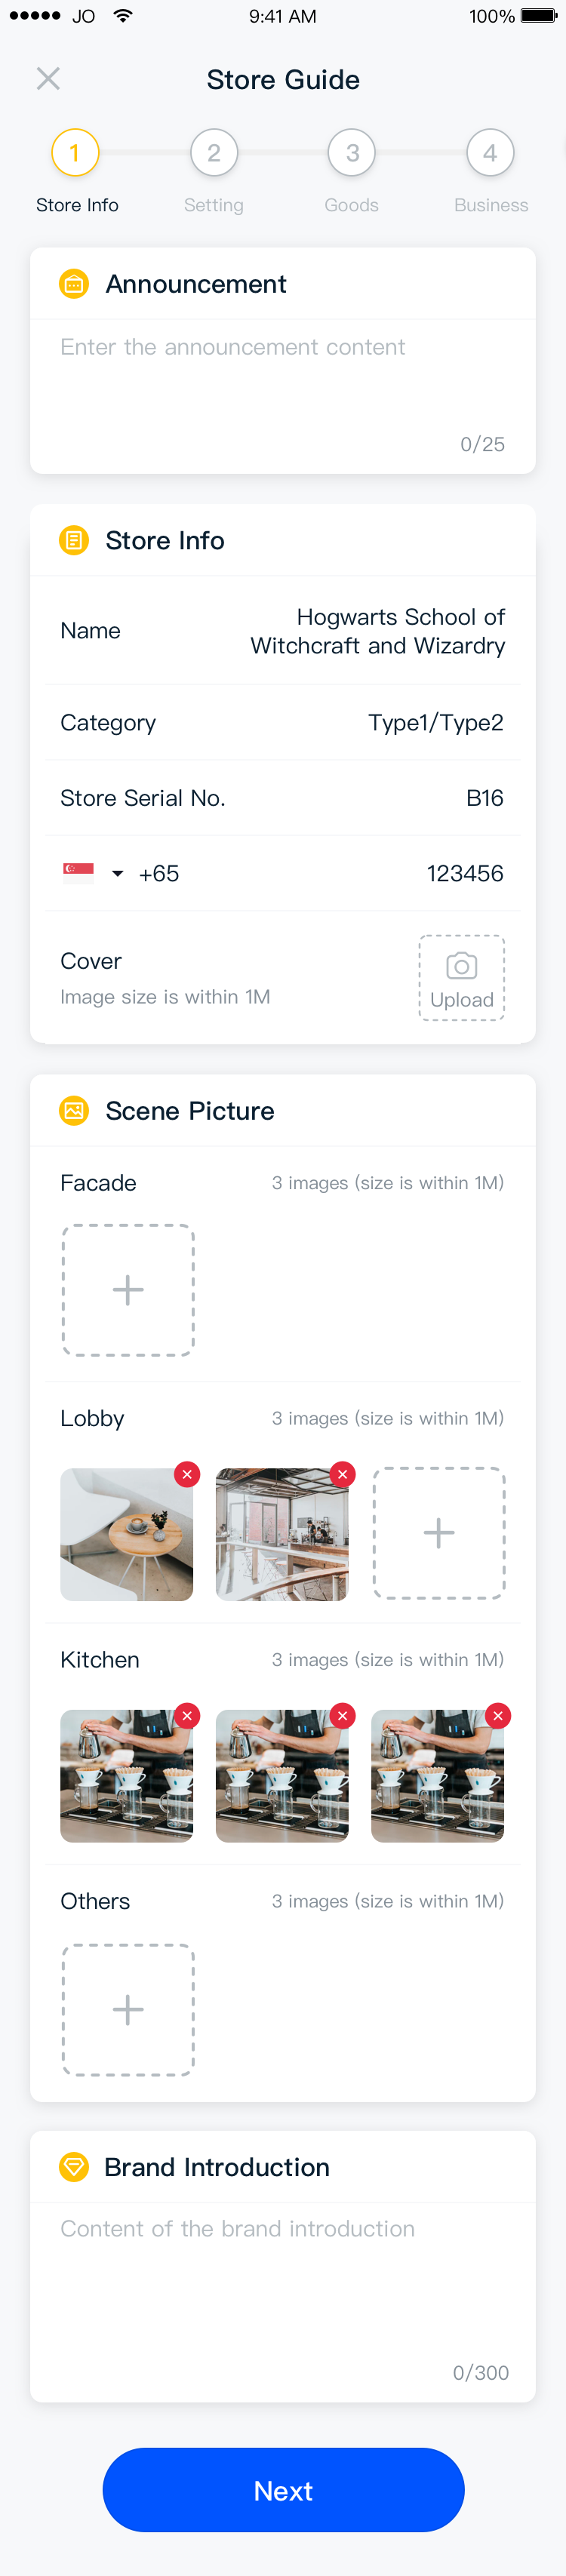 JO 9:41 AM 100%
Store Guide
1 2 3 4
Store Info Setting Goods Business
Announcement
Enter the announcement content
0/25
Store Info
Name Hogwarts School of
Witchcraft and Wizardry
Category Type1/Type2
Store Serial No. B16
+65 123456
Cover
Image size is within 1M
Upload
Scene Picture
Facade 3 images (size is within 1M)
Lobby 3 images (size is within 1M)
Kitchen 3 images (size is within 1M)
Others 3 images (size is within 1M)
Brand Introduction
Content of the brand introduction
0/300
Next